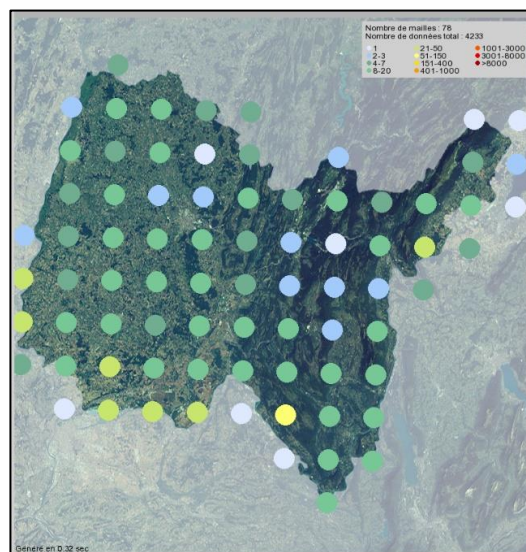 Nombre de mailles : 78
Nombre de données total : 4233
1 21-50 1001-3000
2-3 51-150 3001-8000
4-7 151-400 >8000
8-20 401-1000
Généré en 0.32 sec